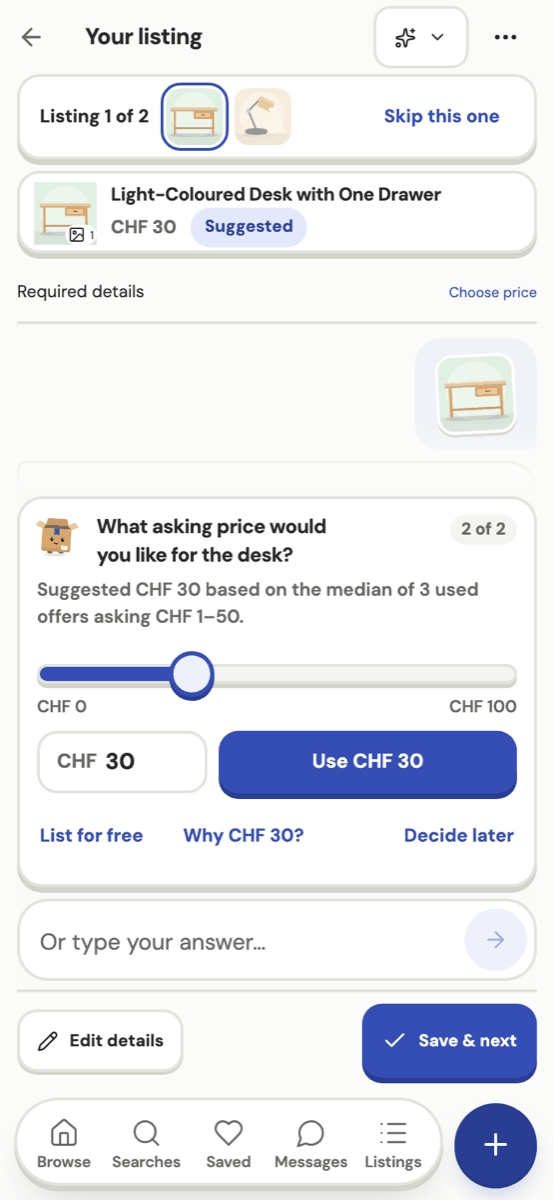 Your listing
Listing 1 of 2
Skip this one
Light-Coloured Desk with One Drawer
1
CHF 30
Suggested
Required details
Choose price
What asking price would
you like for the desk?
2 of 2
Suggested CHF 30 based on the median of 3 used
offers asking CHF 1–50.
CHF 0
CHF 100
CHF 30
Use CHF 30
List for free
Why CHF 30?
Decide later
Or type your answer...
Edit details
Save & next
Browse
Searches
Saved
Messages
Listings